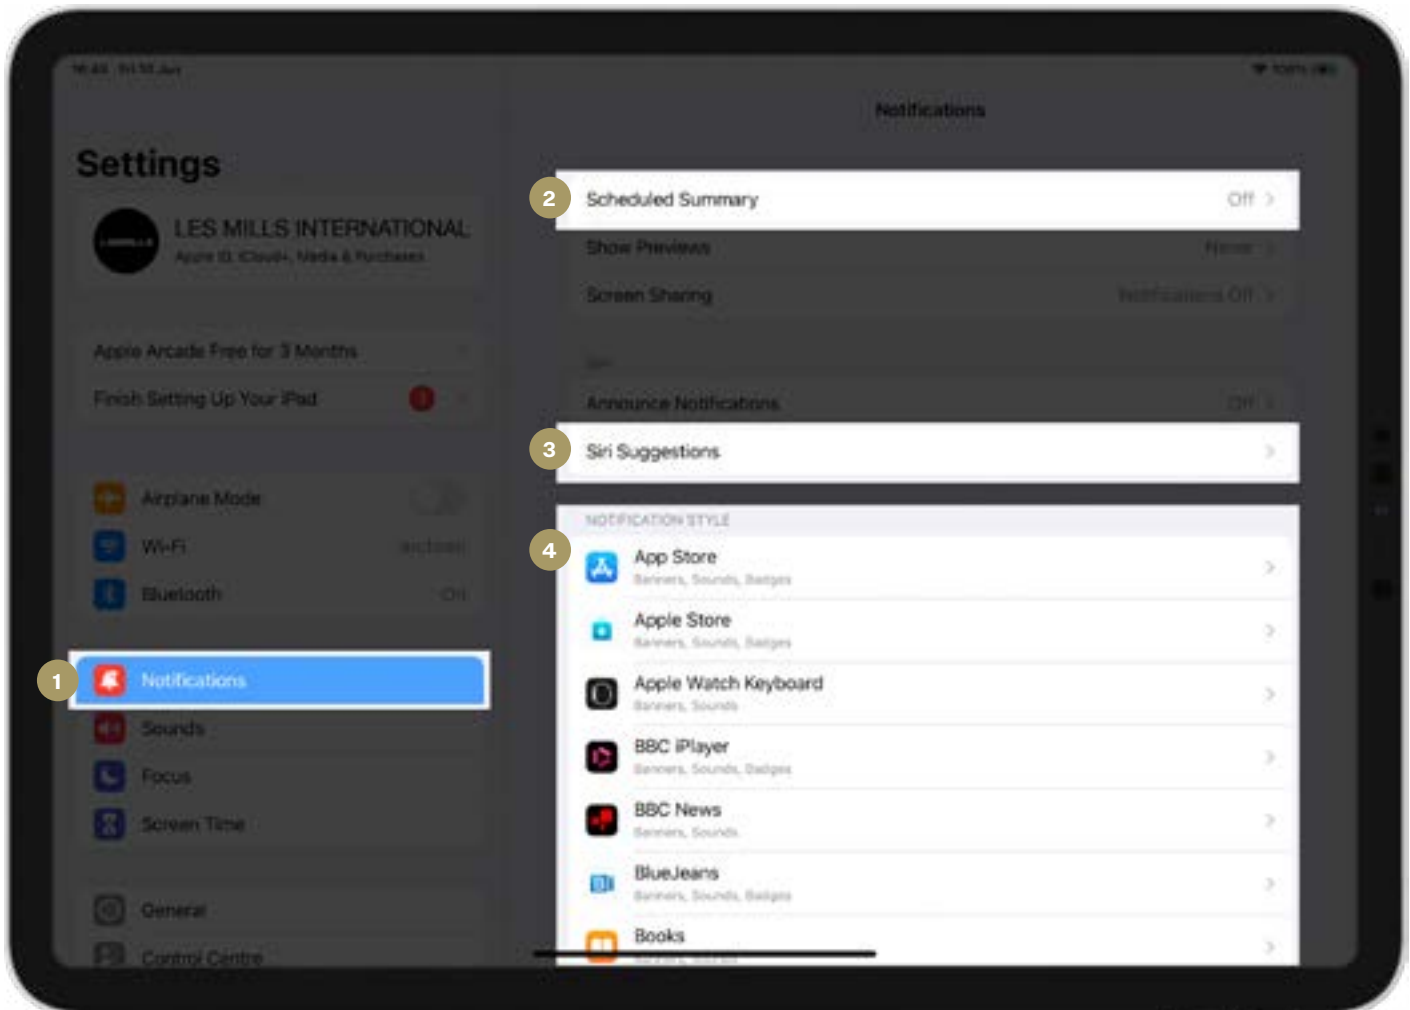 Notifications
Settings
LES MILLS INTERNATIONAL
Apple ID, iCloud+, Media & Purchases
Apple Arcade Free for 3 Months
Finish Setting Up Your iPad
Airplane Mode
Wi-Fi
Bluetooth
On
1
Notifications
Sounds
Focus
Screen Time
General
Control Centre
2
Scheduled Summary
Off
Show Previews
Never
Screen Sharing
Notifications Off
Announce Notifications
Off
3
Siri Suggestions
NOTIFICATION STYLE
4
App Store
Banners, Sounds, Badges
Apple Store
Banners, Sounds, Badges
Apple Watch Keyboard
Banners, Sounds
BBC iPlayer
Banners, Sounds, Badges
BBC News
Banners, Sounds
BlueJeans
Banners, Sounds, Badges
Books